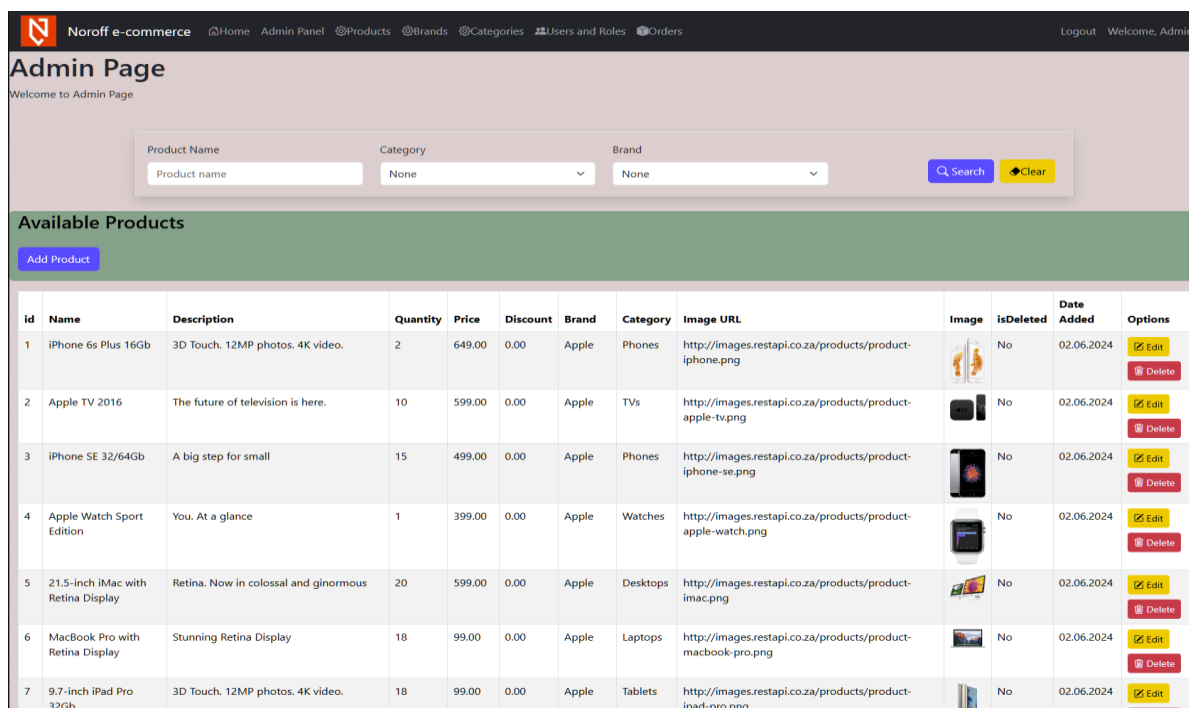 Noroff e-commerce Home Admin Panel Products Brands Categories Users and Roles Orders Logout Welcome, Admin
Admin Page
Welcome to Admin Page
Product Name Category Brand
Product name None None Search Clear
Available Products
Add Product
id Name Description Quantity Price Discount Brand Category Image URL Image isDeleted Date Added Options
1 iPhone 6s Plus 16Gb 3D Touch. 12MP photos. 4K video. 2 649.00 0.00 Apple Phones http://images.restapi.co.za/products/product- No 02.06.2024 Edit
iphone.png Delete
2 Apple TV 2016 The future of television is here. 10 599.00 0.00 Apple TVs http://images.restapi.co.za/products/product- No 02.06.2024 Edit
apple-tv.png Delete
3 iPhone SE 32/64Gb A big step for small 15 499.00 0.00 Apple Phones http://images.restapi.co.za/products/product- No 02.06.2024 Edit
iphone-se.png Delete
4 Apple Watch Sport You. At a glance 1 399.00 0.00 Apple Watches http://images.restapi.co.za/products/product- No 02.06.2024 Edit
Edition apple-watch.png Delete
5 21.5-inch iMac with Retina. Now in colossal and ginormous 20 599.00 0.00 Apple Desktops http://images.restapi.co.za/products/product- No 02.06.2024 Edit
Retina Display imac.png Delete
6 MacBook Pro with Stunning Retina Display 18 99.00 0.00 Apple Laptops http://images.restapi.co.za/products/product- No 02.06.2024 Edit
Retina Display macbook-pro.png Delete
7 9.7-inch iPad Pro 3D Touch. 12MP photos. 4K video. 18 99.00 0.00 Apple Tablets http://images.restapi.co.za/products/product- No 02.06.2024 Edit
32Gb ipad-pro.png